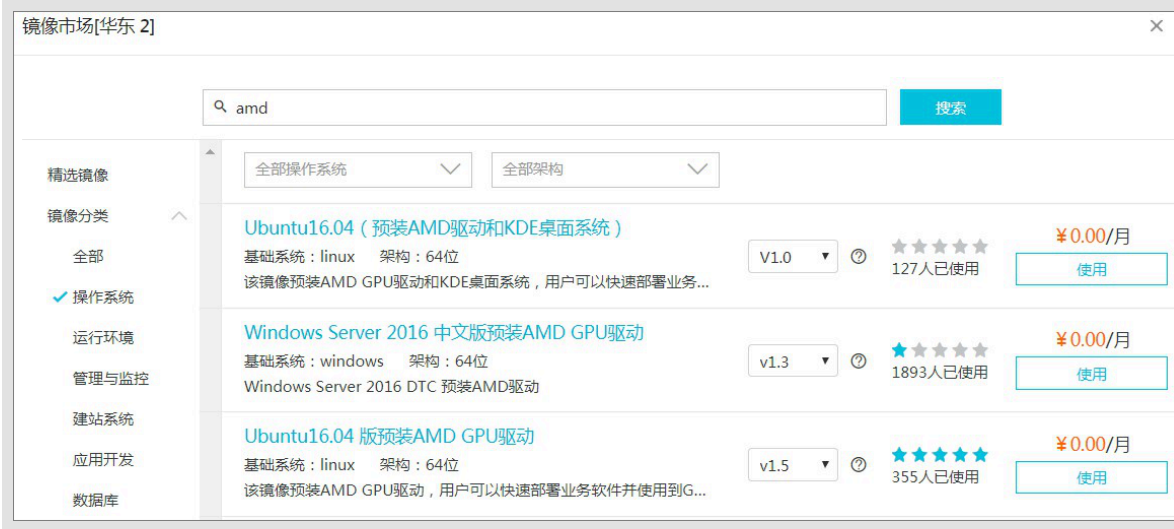 镜像市场[华东 2]
amd
搜索
精选镜像
镜像分类
全部
操作系统
运行环境
管理与监控
建站系统
应用开发
数据库
全部操作系统
全部架构
Ubuntu16.04（预装AMD驱动和KDE桌面系统）
基础系统：linux 架构：64位
该镜像预装AMD GPU驱动和KDE桌面系统，用户可以快速部署业务...
V1.0
127人已使用
¥0.00/月
使用
Windows Server 2016 中文版预装AMD GPU驱动
基础系统：windows 架构：64位
Windows Server 2016 DTC 预装AMD驱动
v1.3
1893人已使用
¥0.00/月
使用
Ubuntu16.04 版预装AMD GPU驱动
基础系统：linux 架构：64位
该镜像预装AMD GPU驱动，用户可以快速部署业务软件并使用到G...
v1.5
355人已使用
¥0.00/月
使用